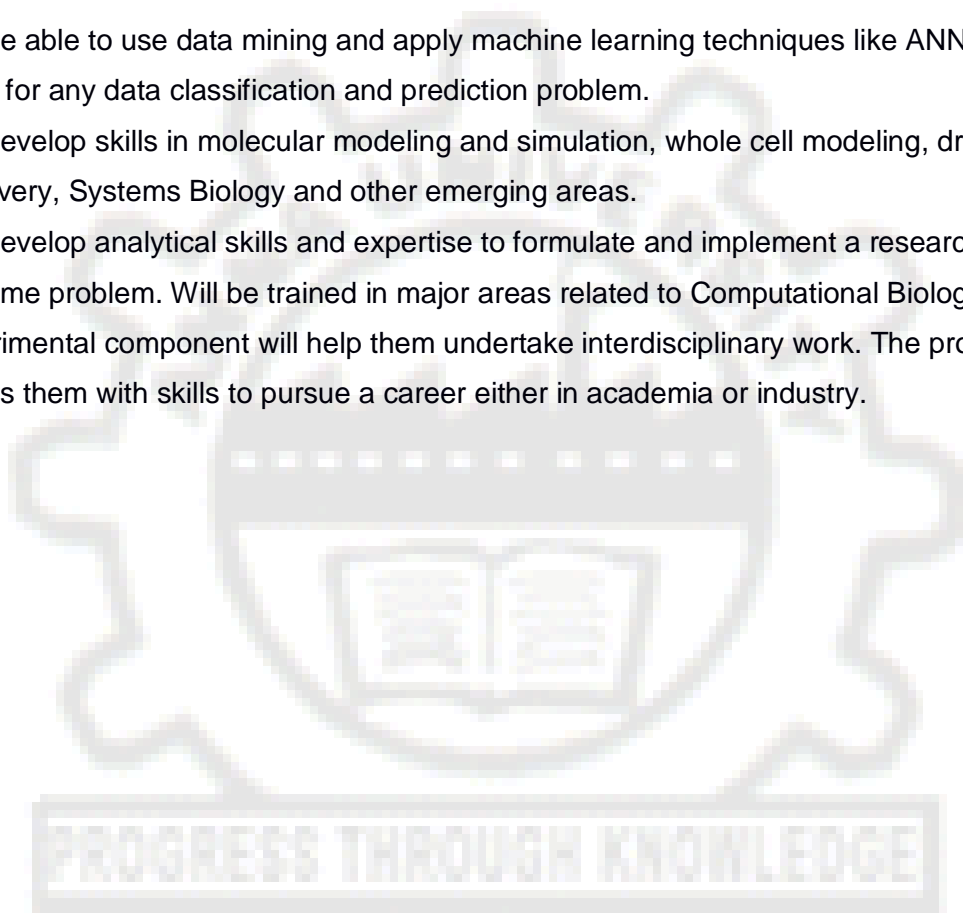 e able to use data mining and apply machine learning techniques like ANN
for any data classification and prediction problem.
evelop skills in molecular modeling and simulation, whole cell modeling, dr
very, Systems Biology and other emerging areas.
evelop analytical skills and expertise to formulate and implement a researc
me problem. Will be trained in major areas related to Computational Biolog
rimental component will help them undertake interdisciplinary work. The pro
s them with skills to pursue a career either in academia or industry.
PROGRESS THROUGH KNOWLEDGE